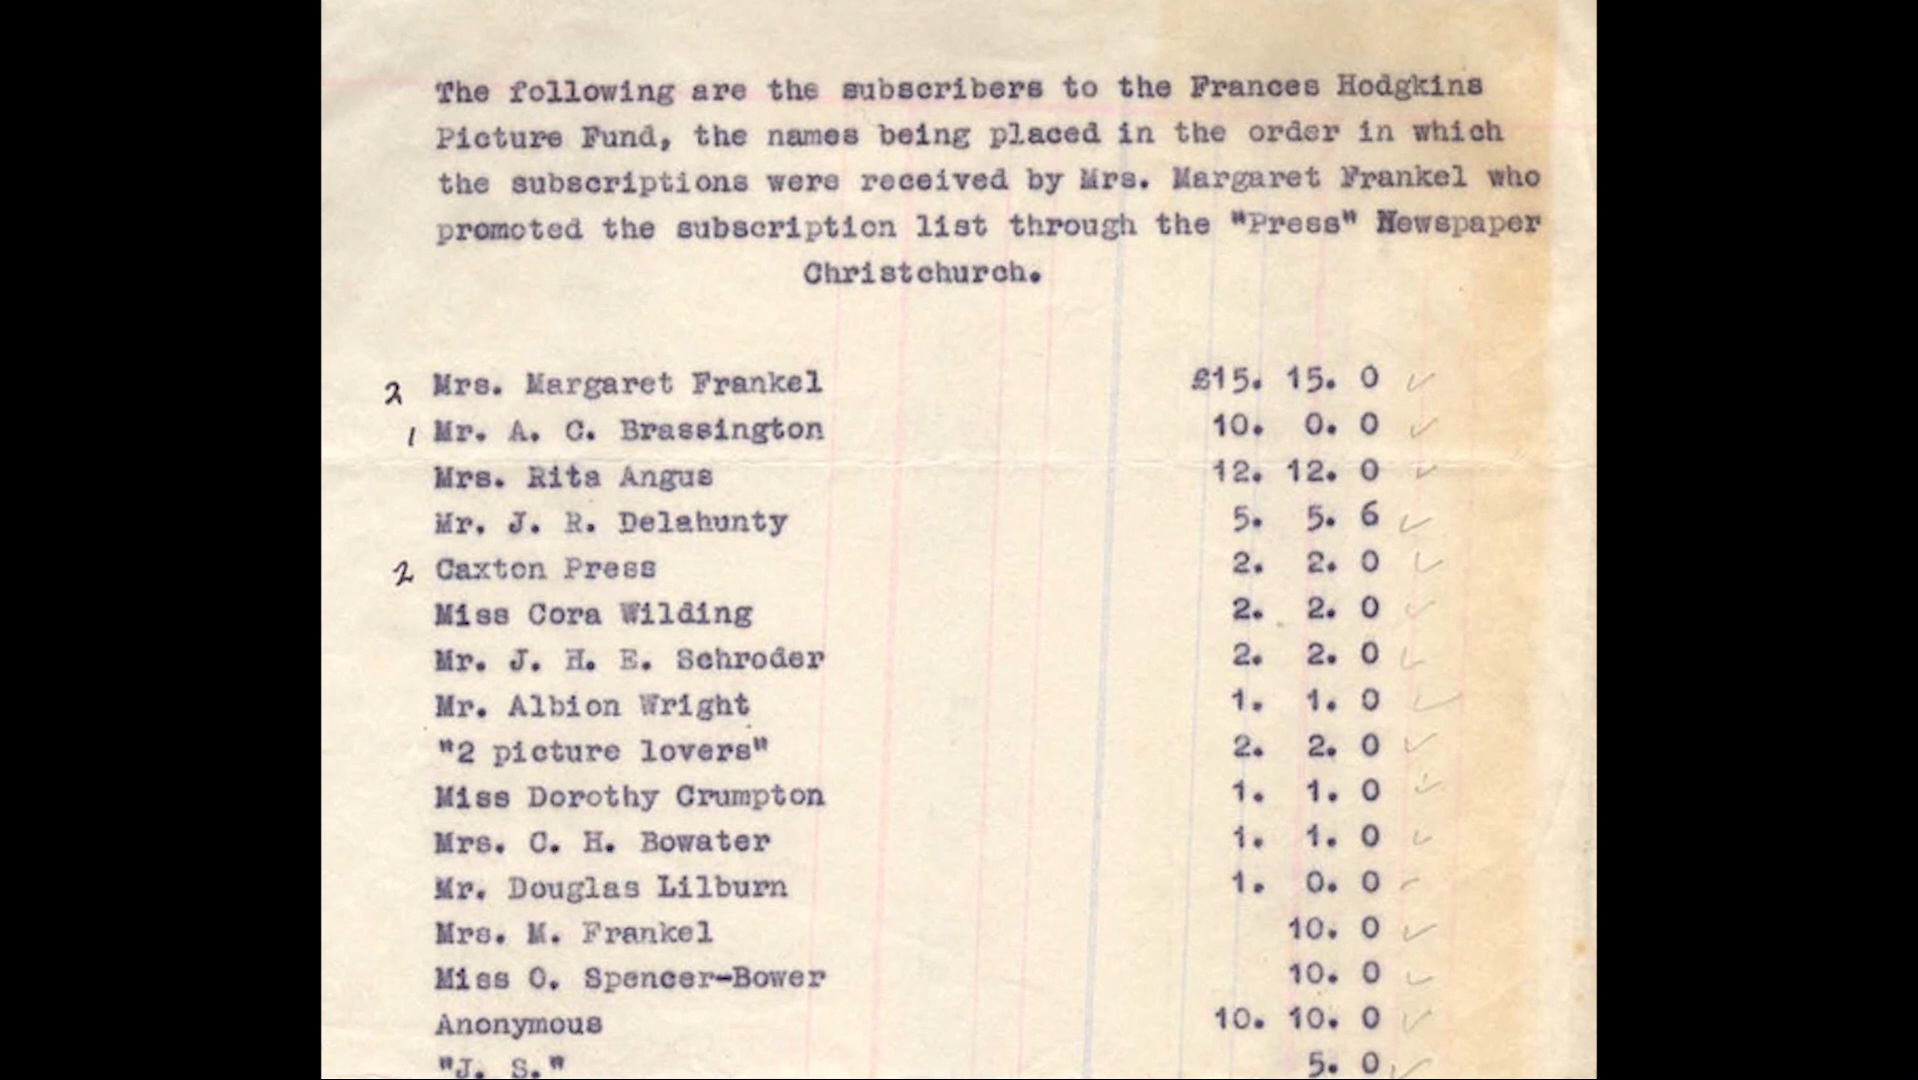 The following are the subscribers to the Frances Hodgkins
Picture Fund, the names being placed in the order in which
the subscriptions were received by Mrs. Margaret Frankel who
promoted the subscription list through the "Press" Newspaper
Christchurch.
2 Mrs. Margaret Frankel £15. 15. 0 ✓
1 Mr. A. C. Brassington 10. 0. 0 ✓
Mrs. Rita Angus 12. 12. 0 ✓
Mr. J. R. Delahunty 5. 5. 6 ✓
2 Caxton Press 2. 2. 0 ✓
Miss Cora Wilding 2. 2. 0 ✓
Mr. J. H. E. Schroder 2. 2. 0 ✓
Mr. Albion Wright 1. 1. 0 ✓
"2 picture lovers" 2. 2. 0 ✓
Miss Dorothy Crumpton 1. 1. 0 ✓
Mrs. C. H. Bowater 1. 1. 0 ✓
Mr. Douglas Lilburn 1. 0. 0 ✓
Mrs. M. Frankel 10. 0 ✓
Miss O. Spencer-Bower 10. 0 ✓
Anonymous 10. 10. 0 ✓
"J. S." 5. 0 ✓